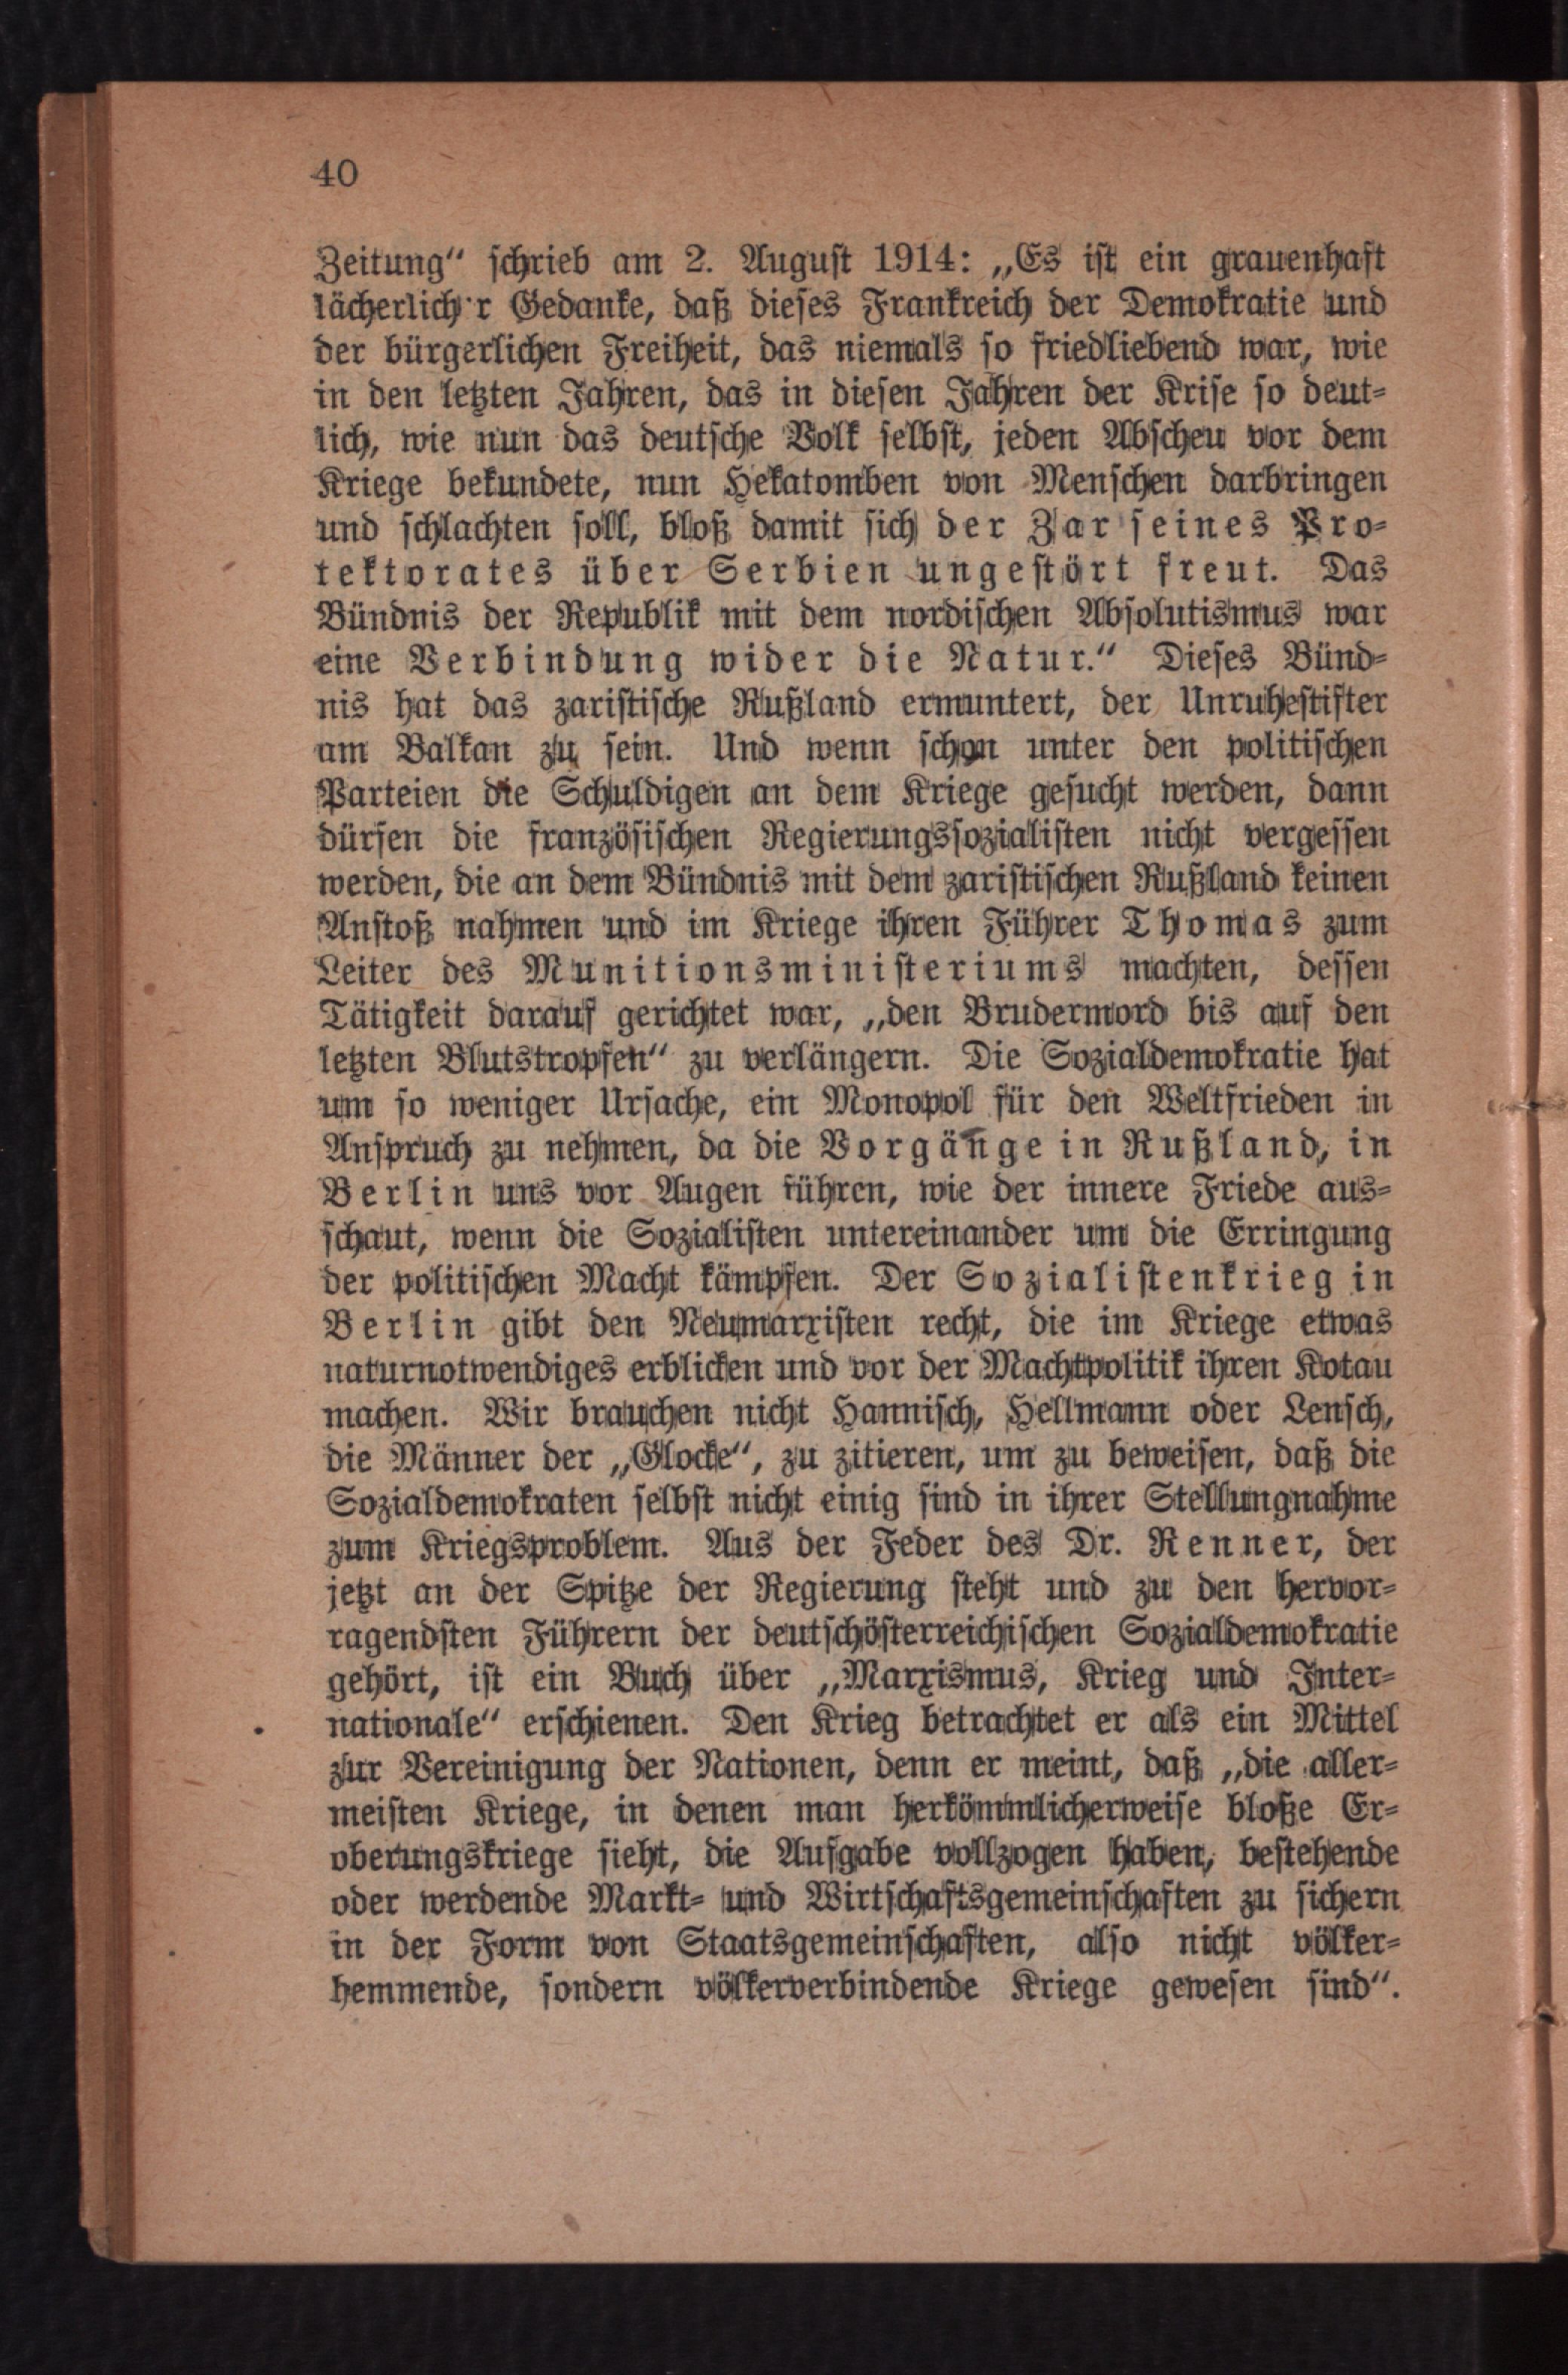 40
Zeitung“ schrieb am 2. August 1914: „Es ist ein grauenhaft
lächerlich r Gedanke, daß dieses Frankreich der Demokratie und
der bürgerlichen Freiheit, das niemals so friedliebend war, wie
in den letzten Jahren, das in diesen Jahren der Krise so deut-
lich, wie nun das deutsche Volk selbst, jeden Abscheu vor dem
Kriege bekundete, nun Hekatomben von Menschen darbringen
und schlachten soll, bloß damit sich der Zar seines Pro-
tektorates über Serbien ungestört freut. Das
Bündnis der Republik mit dem nordischen Absolutismus war
eine Verbindung wider die Natur.“ Dieses Bünd-
nis hat das zaristische Rußland ermuntert, der Unruhestifter
am Balkan zu sein. Und wenn schon unter den politischen
Parteien die Schuldigen an dem Kriege gesucht werden, dann
dürfen die französischen Regierungssozialisten nicht vergessen
werden, die an dem Bündnis mit dem zaristischen Rußland keinen
Anstoß nahmen und im Kriege ihren Führer Thomas zum
Leiter des Munitionsministeriums machten, dessen
Tätigkeit darauf gerichtet war, „den Brudermord bis auf den
letzten Blutstropfen“ zu verlängern. Die Sozialdemokratie hat
um so weniger Ursache, ein Monopol für den Weltfrieden in
Anspruch zu nehmen, da die Vorgänge in Rußland, in
Berlin uns vor Augen führen, wie der innere Friede aus-
schaut, wenn die Sozialisten untereinander um die Erringung
der politischen Macht kämpfen. Der Sozialistenkrieg in
Berlin gibt den Neumarxisten recht, die im Kriege etwas
naturnotwendiges erblicken und vor der Machtpolitik ihren Kotau
machen. Wir brauchen nicht Hannisch, Hellmann oder Lensch,
die Männer der „Glocke“, zu zitieren, um zu beweisen, daß die
Sozialdemokraten selbst nicht einig sind in ihrer Stellungnahme
zum Kriegsproblem. Aus der Feder des Dr. Renner, der
jetzt an der Spitze der Regierung steht und zu den hervor-
ragendsten Führern der deutschösterreichischen Sozialdemokratie
gehört, ist ein Buch über „Marxismus, Krieg und Inter-
nationale“ erschienen. Den Krieg betrachtet er als ein Mittel
zur Vereinigung der Nationen, denn er meint, daß „die aller-
meisten Kriege, in denen man herkömmlicherweise bloße Er-
oberungskriege sieht, die Aufgabe vollzogen haben, bestehende
oder werdende Markt- und Wirtschaftsgemeinschaften zu sichern
in der Form von Staatsgemeinschaften, also nicht völker-
hemmende, sondern völkerverbindende Kriege gewesen sind“.